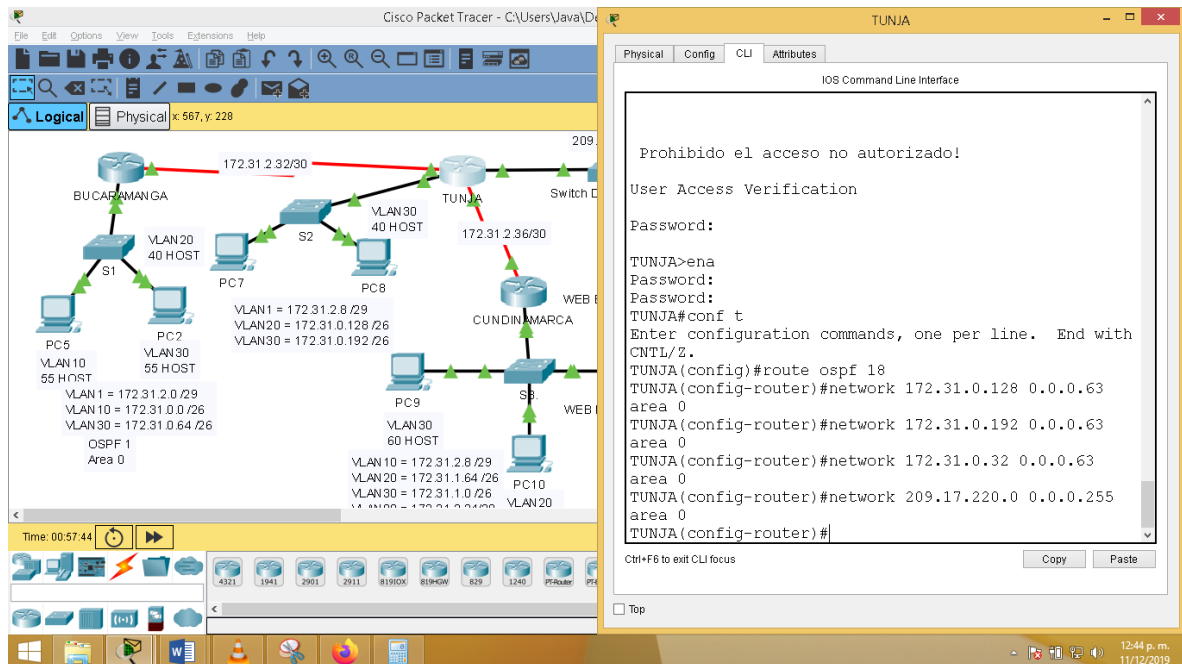 Cisco Packet Tracer - C:\Users\Java\De
File Edit Options View Tools Extensions Help
Logical Physical x: 567, y: 228
209.
172.31.2.32/30
BUCARAMANGA
TUNJA
Switch D
VLAN30
40 HOST
S2
172.31.2.36/30
VLAN20
40 HOST
S1
PC7
PC8
WEB E
VLAN1 = 172.31.2.8 /29
VLAN20 = 172.31.0.128 /26
VLAN30 = 172.31.0.192 /26
CUNDINAMARCA
PC5
PC2
VLAN10
55 HOST
VLAN30
55 HOST
VLAN1 = 172.31.2.0 /29
VLAN10 = 172.31.0.0 /26
VLAN30 = 172.31.0.64 /26
OSPF 1
Area 0
PC9
S3.
WEB
VLAN30
60 HOST
VLAN10 = 172.31.2.8 /29
VLAN20 = 172.31.1.64 /26
VLAN30 = 172.31.1.0 /26
PC10
VLAN20
Time: 00:57:44
4321 1941 2901 2911 819IOX 819HGW 829 1240 PT-Router
TUNJA
Physical Config CLI Attributes
IOS Command Line Interface
Prohibido el acceso no autorizado!
User Access Verification
Password:
TUNJA>ena
Password:
Password:
TUNJA#conf t
Enter configuration commands, one per line. End with
CNTL/Z.
TUNJA(config)#route ospf 18
TUNJA(config-router)#network 172.31.0.128 0.0.0.63
area 0
TUNJA(config-router)#network 172.31.0.192 0.0.0.63
area 0
TUNJA(config-router)#network 172.31.0.32 0.0.0.63
area 0
TUNJA(config-router)#network 209.17.220.0 0.0.0.255
area 0
TUNJA(config-router)#
Ctrl+F6 to exit CLI focus
Copy Paste
Top
12:44 p. m.
11/12/2019